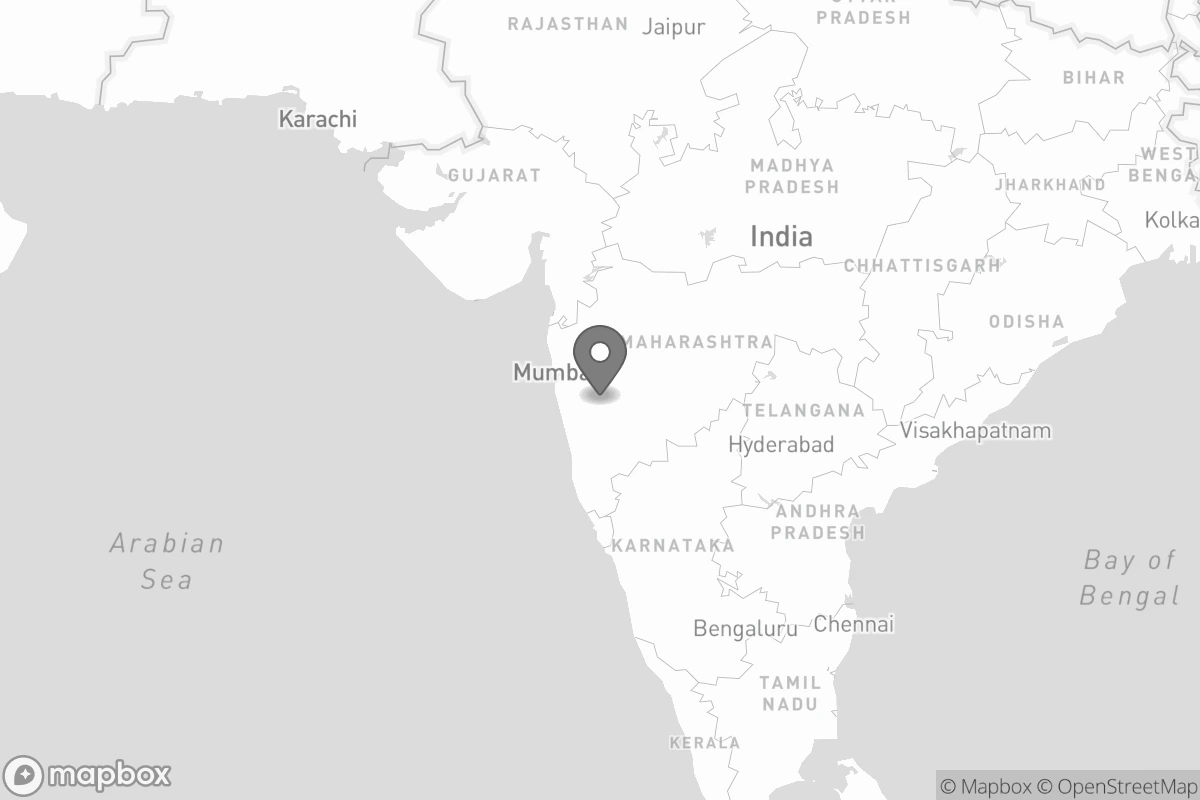 RAJASTHAN
Jaipur
PRADESH
BIHAR
Karachi
WEST
BENGA
GUJARAT
MADHYA
PRADESH
JHARKHAND
Kolka
India
CHHATTISGARH
ODISHA
MAHARASHTRA
Mumba
TELANGANA
Hyderabad
Visakhapatnam
ANDHRA
PRADESH
Arabian
Sea
KARNATAKA
Bay of
Bengal
Bengaluru
Chennai
TAMIL
NADU
KERALA
mapbox
© Mapbox © OpenStreetMap